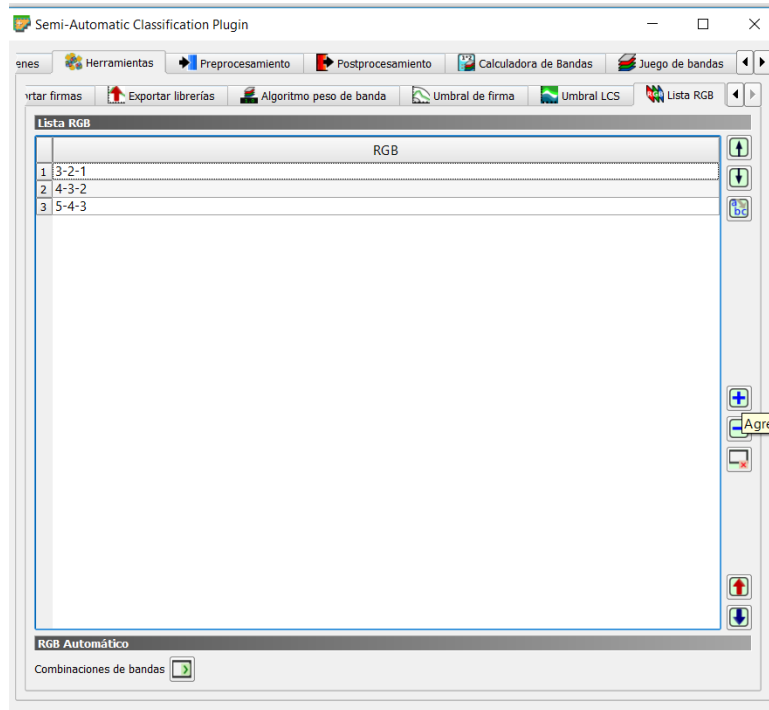 Semi-Automatic Classification Plugin
enes Herramientas Preprocesamiento Postprocesamiento Calculadora de Bandas Juego de bandas
rtar firmas Exportar librerías Algoritmo peso de banda Umbral de firma Umbral LCS RGB Lista RGB
Lista RGB
RGB
1 3-2-1
2 4-3-2
3 5-4-3
Agre
RGB Automático
Combinaciones de bandas